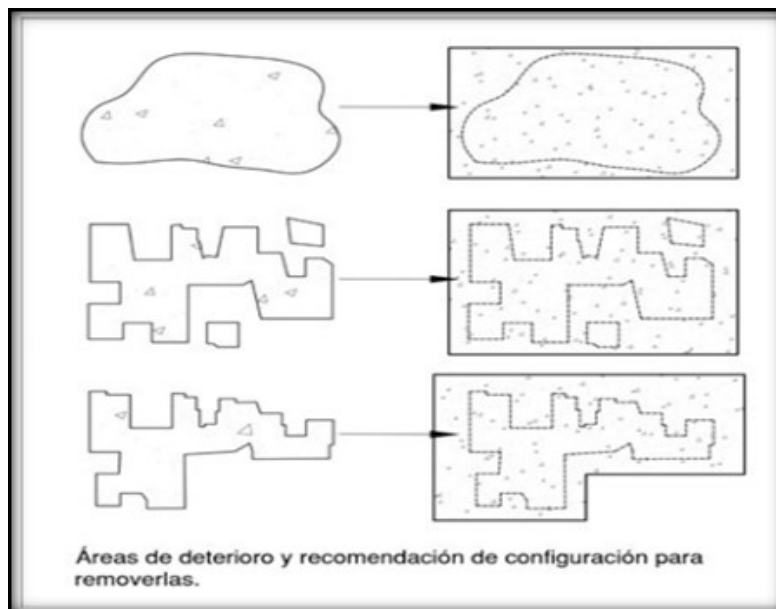 Áreas de deterioro y recomendación de configuración para
removerlas.